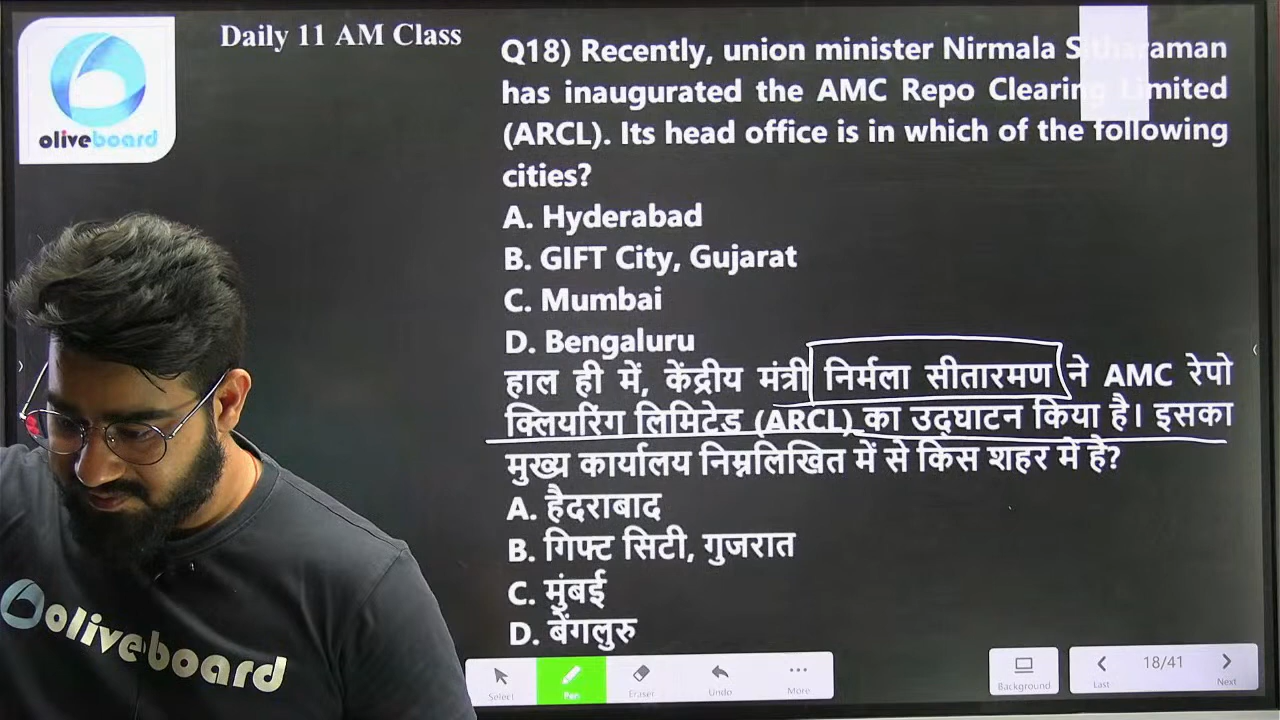 Daily 11 AM Class
oliveboard
Q18) Recently, union minister Nirmala Sitharaman
has inaugurated the AMC Repo Clearing Limited
(ARCL). Its head office is in which of the following
cities?
A. Hyderabad
B. GIFT City, Gujarat
C. Mumbai
D. Bengaluru
हाल ही में, केंद्रीय मंत्री निर्मला सीतारमण ने AMC रेपो
क्लियरिंग लिमिटेड (ARCL) का उद्घाटन किया है। इसका
मुख्य कार्यालय निम्नलिखित में से किस शहर में है?
A. हैदराबाद
B. गिफ्ट सिटी, गुजरात
C. मुंबई
D. बेंगलुरु
oliveboard
Select
Pen
Eraser
Undo
More
Background
Last
18/41
Next